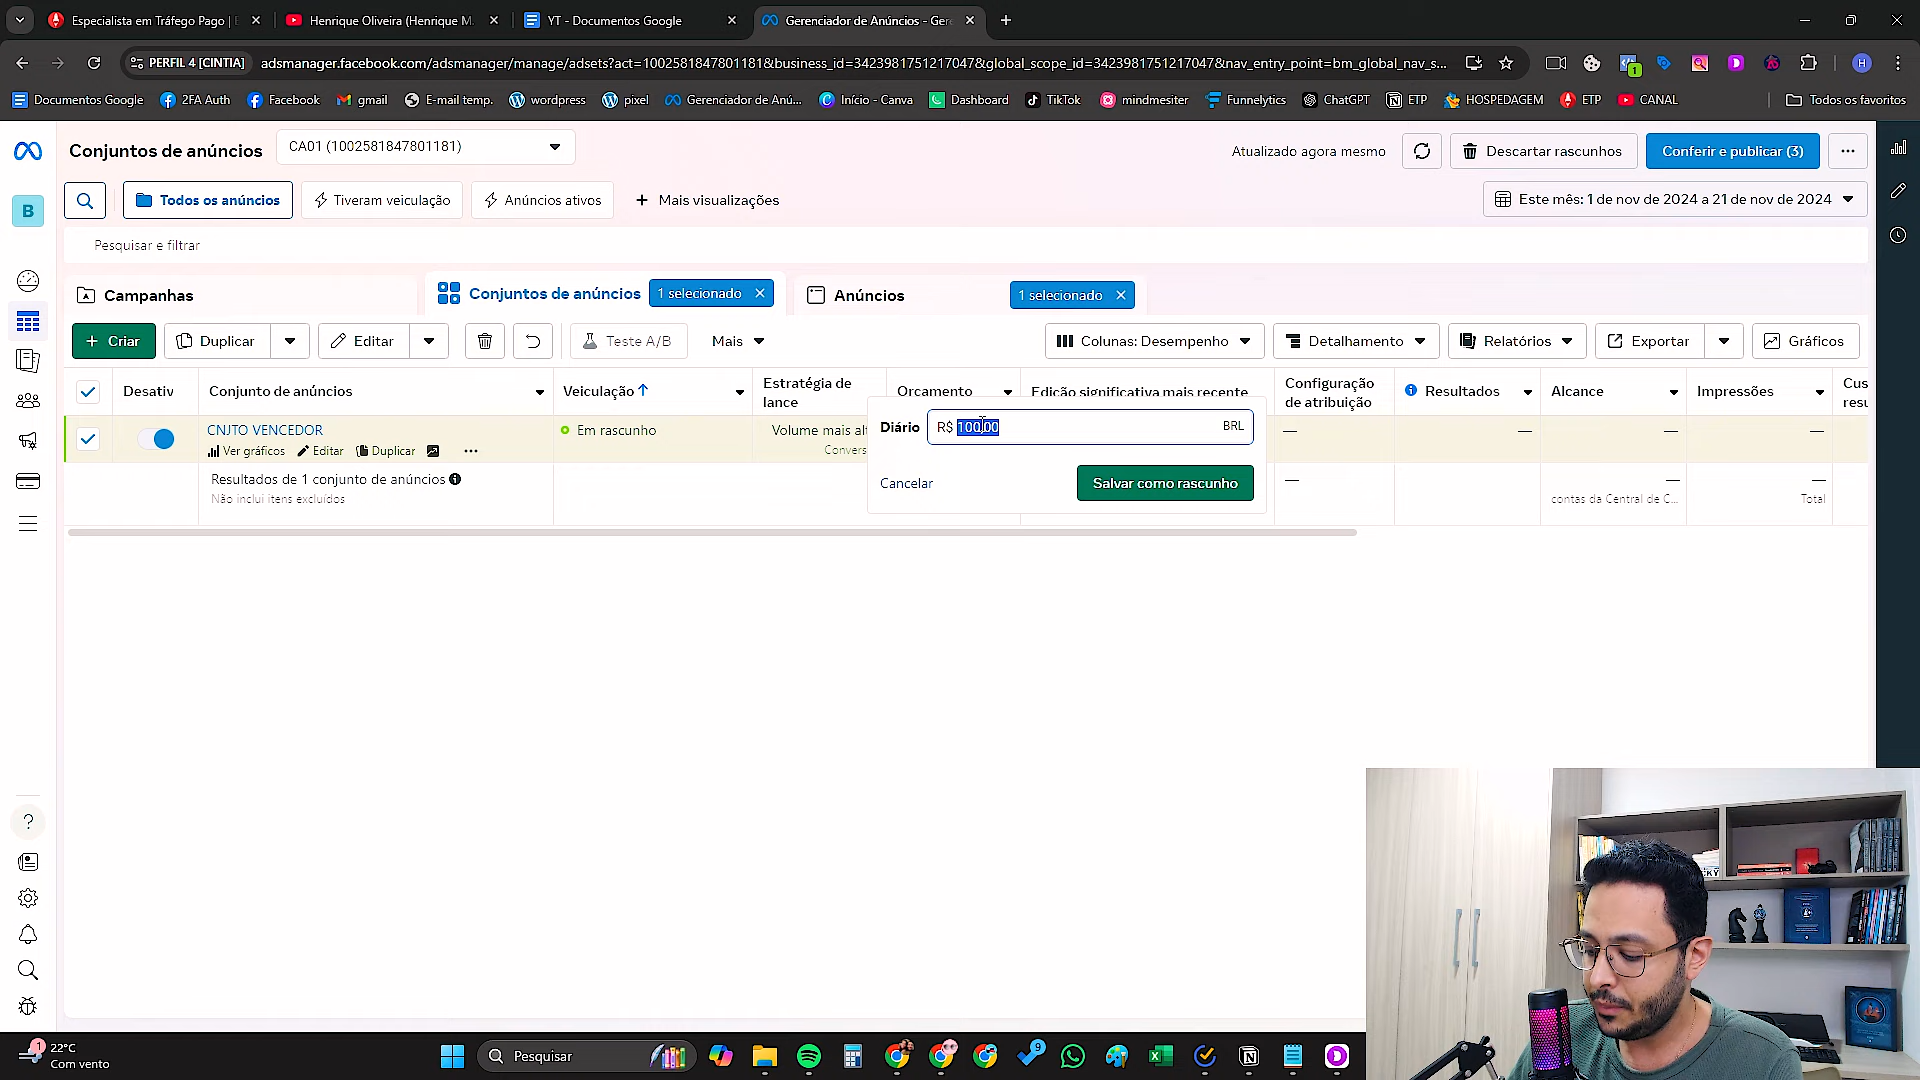 Especialista em Tráfego Pago |
Henrique Oliveira (Henrique M
YT - Documentos Google
Gerenciador de Anúncios - Ger
PERFIL 4 [CINTIA]
adsmanager.facebook.com/adsmanager/manage/adsets?act=1002581847801181&business_id=3423981751217047&global_scope_id=3423981751217047&nav_entry_point=bm_global_nav_s...
1
H
Documentos Google
2FA Auth
Facebook
gmail
E-mail temp.
wordpress
pixel
Gerenciador de Anú...
Início - Canva
Dashboard
TikTok
mindmesiter
Funnelytics
ChatGPT
ETP
HOSPEDAGEM
ETP
CANAL
Todos os favoritos
Conjuntos de anúncios
CA01 (1002581847801181)
Atualizado agora mesmo
Descartar rascunhos
Conferir e publicar (3)
B
Todos os anúncios
Tiveram veiculação
Anúncios ativos
+ Mais visualizações
Este mês: 1 de nov de 2024 a 21 de nov de 2024
Pesquisar e filtrar
Campanhas
Conjuntos de anúncios
1 selecionado
Anúncios
1 selecionado
+ Criar
Duplicar
Editar
Teste A/B
Mais
Colunas: Desempenho
Detalhamento
Relatórios
Exportar
Gráficos
Desativ
Conjunto de anúncios
Veiculação
Estratégia de
lance
Orçamento
Edição significativa mais recente
Configuração
de atribuição
Resultados
Alcance
Impressões
Cus
resu
CNJTO VENCEDOR
Ver gráficos
Editar
Duplicar
Em rascunho
Volume mais alt
Convers
Diário
R$ 100,00
BRL
—
—
—
—
Cancelar
Salvar como rascunho
Resultados de 1 conjunto de anúncios
Não inclui itens excluídos
—
—
—
contas da Central de C...
Total
1
22°C
Com vento
Pesquisar
9